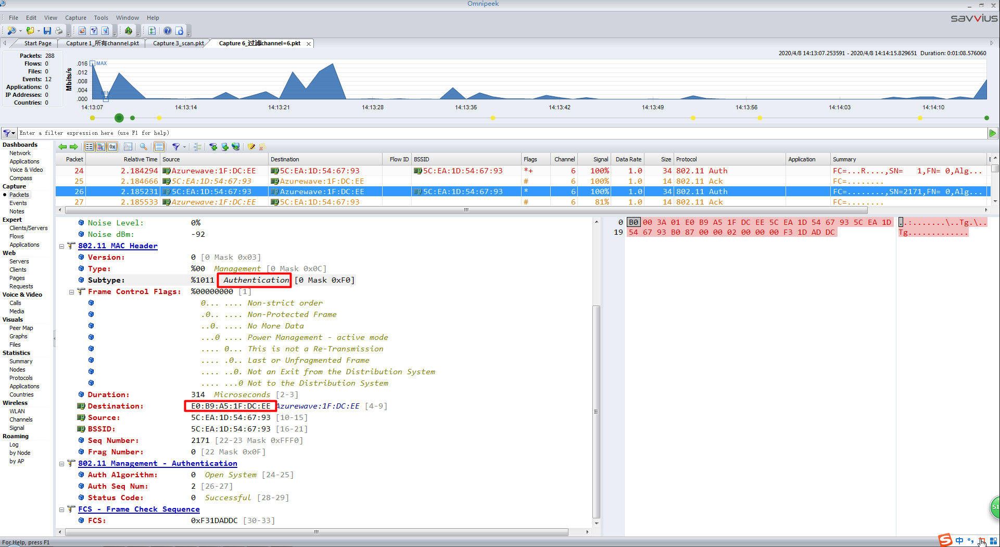 Omnipeek
File Edit View Capture Tools Window Help
savvius
Start Page Capture 1_所有channel.pkt Capture 3_scan.pkt Capture 6_过滤channel=6.pkt
2020/4/8 14:13:07.253591 - 2020/4/8 14:14:15.829651 Duration: 0:01:08.576060
Packets: 288
Flows: 0
Files: 0
Events: 12
Applications: 0
IP Addresses: 0
Countries: 0
Mbits/s
.016 MAX
.012
.008
.004 MIN
.000
14:13:07 14:13:14 14:13:21 14:13:28 14:13:35 14:13:42 14:13:49 14:13:56 14:14:03 14:14:10
Enter a filter expression here (use F1 for help)
Dashboards
Network
Applications
Voice & Video
Compass
Capture
Packets
Events
Notes
Expert
Clients/Servers
Flows
Applications
Web
Servers
Clients
Pages
Requests
Voice & Video
Calls
Media
Visuals
Peer Map
Graphs
Files
Statistics
Summary
Nodes
Protocols
Applications
Countries
Wireless
WLAN
Channels
Signal
Roaming
Log
by Node
by AP
0x
Packet Relative Time Source Destination Flow ID BSSID Flags Channel Signal Data Rate Size Protocol Application Summary E
24 2.184294 Azurewave:1F:DC:EE 5C:EA:1D:54:67:93 5C:EA:1D:54:67:93 *+ 6 100% 1.0 34 802.11 Auth FC=...R....,SN= 1,FN= 0,Alg...
25 2.184666 5C:EA:1D:54:67:93 Azurewave:1F:DC:EE # 6 100% 1.0 14 802.11 Ack FC=........
26 2.185231 5C:EA:1D:54:67:93 Azurewave:1F:DC:EE 5C:EA:1D:54:67:93 * 6 100% 1.0 34 802.11 Auth FC=........,SN=2171,FN= 0,Alg...
27 2.185533 Azurewave:1F:DC:EE 5C:EA:1D:54:67:93 # 6 81% 1.0 14 802.11 Ack FC=........
Noise Level: 0%
Noise dBm: -92
802.11 MAC Header
Version: 0 [0 Mask 0x03]
Type: %00 Management [0 Mask 0x0C]
Subtype: %1011 Authentication [0 Mask 0xF0]
Frame Control Flags: %00000000 [1]
0... .... Non-strict order
.0.. .... Non-Protected Frame
..0. .... No More Data
...0 .... Power Management - active mode
.... 0... This is not a Re-Transmission
.... .0.. Last or Unfragmented Frame
.... ..0. Not an Exit from the Distribution System
.... ...0 Not to the Distribution System
Duration: 314 Microseconds [2-3]
Destination: E0:B9:A5:1F:DC:EE Azurewave:1F:DC:EE [4-9]
Source: 5C:EA:1D:54:67:93 [10-15]
BSSID: 5C:EA:1D:54:67:93 [16-21]
Seq Number: 2171 [22-23 Mask 0xFFF0]
Frag Number: 0 [22 Mask 0x0F]
802.11 Management - Authentication
Auth Algorithm: 0 Open System [24-25]
Auth Seq Num: 2 [26-27]
Status Code: 0 Successful [28-29]
FCS - Frame Check Sequence
FCS: 0xF31DADDC [30-33]
0 B0 00 3A 01 E0 B9 A5 1F DC EE 5C EA 1D 54 67 93 5C EA 1D ..:.......\..Tg.\..
19 54 67 93 B0 87 00 00 02 00 00 00 F3 1D AD DC Tg.............
51
For Help, press F1
S 中